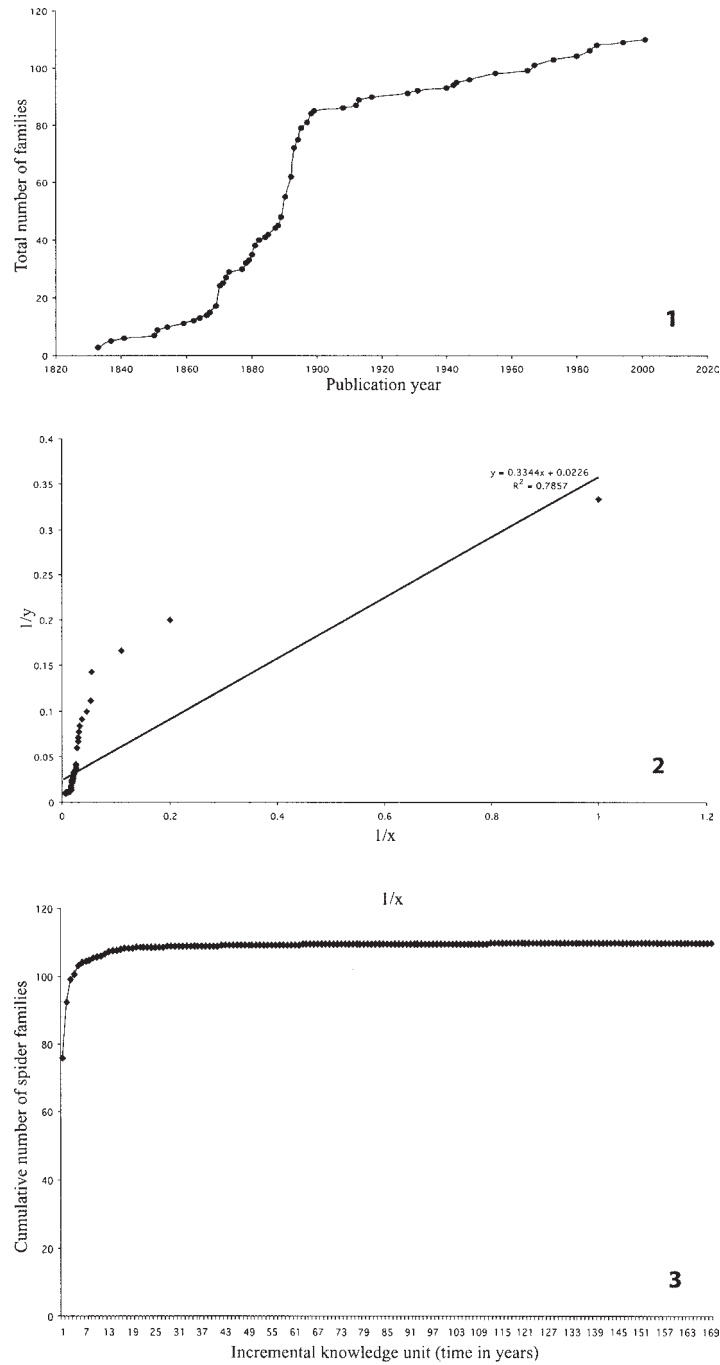 120
100
80
60
40
20
0
Total number of families
1820 1840 1860 1880 1900 1920 1940 1960 1980 2000 2020
Publication year
1
0.4
0.35
0.3
0.25
0.2
0.15
0.1
0.05
0
1/y
y = 0.3344x + 0.0226
R² = 0.7857
0 0.2 0.4 0.6 0.8 1 1.2
1/x
2
1/x
120
100
80
60
40
20
0
Cumulative number of spider families
1 7 13 19 25 31 37 43 49 55 61 67 73 79 85 91 97 103 109 115 121 127 133 139 145 151 157 163 169
Incremental knowledge unit (time in years)
3